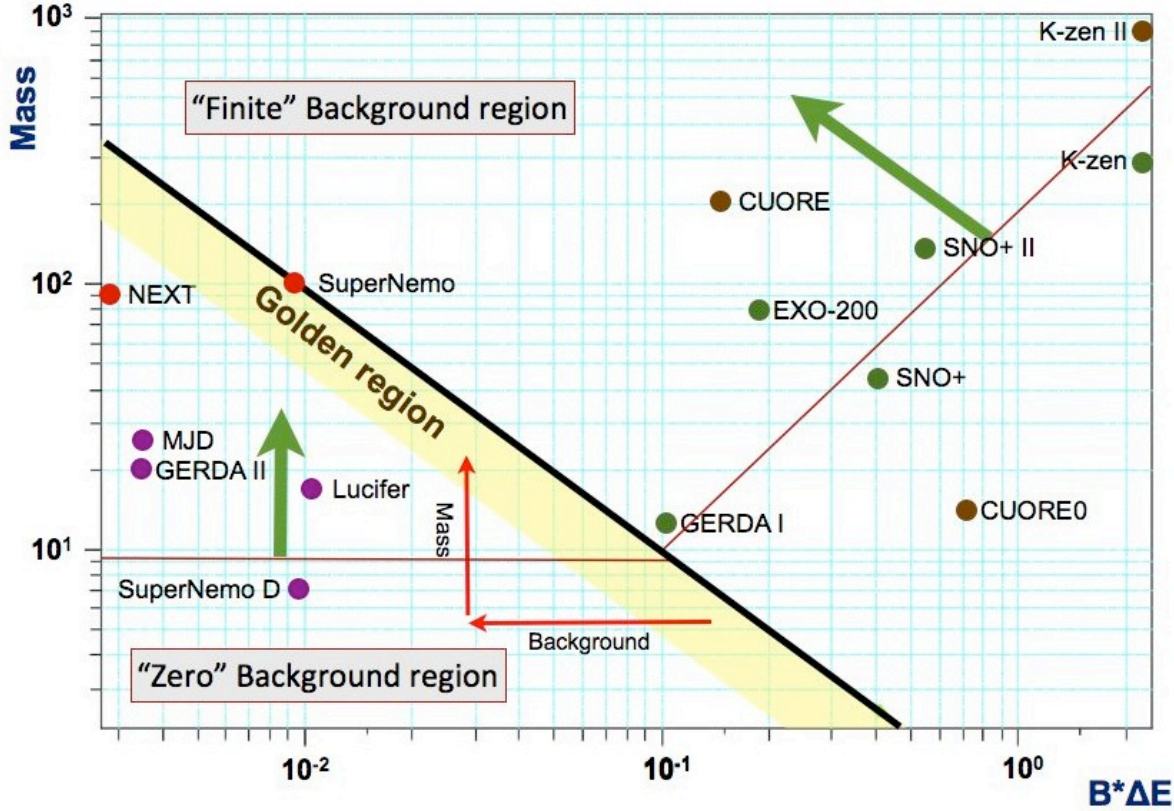 10³
K-zen II
Mass
“Finite” Background region
K-zen
CUORE
SNO+ II
10²
SuperNemo
NEXT
EXO-200
Golden region
SNO+
MJD
GERDA II
Lucifer
Mass
CUORE0
GERDA I
10¹
SuperNemo D
Background
“Zero” Background region
10⁻²
10⁻¹
10⁰
B*ΔE